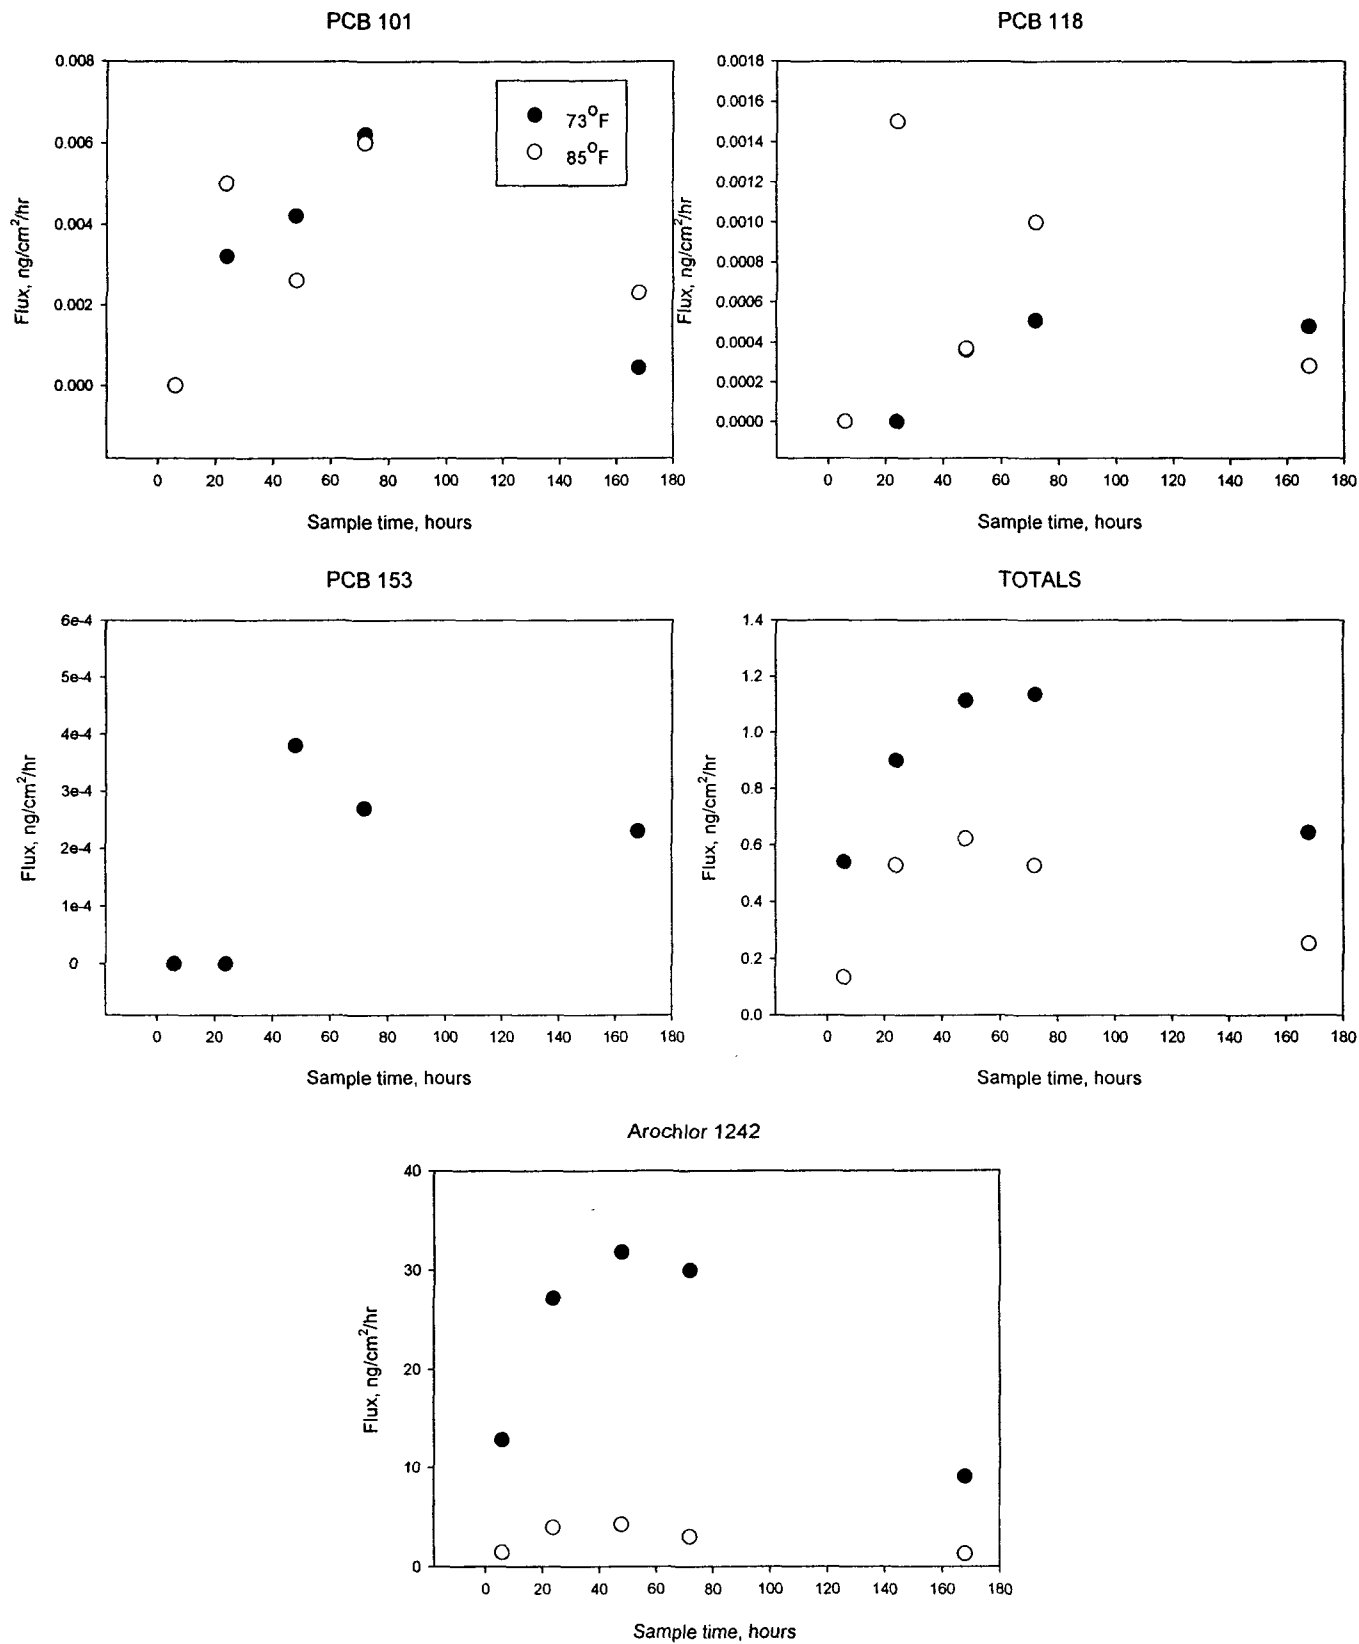 PCB 101
0.008
0.006
0.004
0.002
0.000
Flux, ng/cm²/hr
73°F
85°F
0 20 40 60 80 100 120 140 160 180
Sample time, hours
PCB 118
0.0018
0.0016
0.0014
0.0012
0.0010
0.0008
0.0006
0.0004
0.0002
0.0000
Flux, ng/cm²/hr
0 20 40 60 80 100 120 140 160 180
Sample time, hours
PCB 153
6e-4
5e-4
4e-4
3e-4
2e-4
1e-4
0
Flux, ng/cm²/hr
0 20 40 60 80 100 120 140 160 180
Sample time, hours
TOTALS
1.4
1.2
1.0
0.8
0.6
0.4
0.2
0.0
Flux, ng/cm²/hr
0 20 40 60 80 100 120 140 160 180
Sample time, hours
Arochlor 1242
40
30
20
10
0
Flux, ng/cm²/hr
0 20 40 60 80 100 120 140 160 180
Sample time, hours